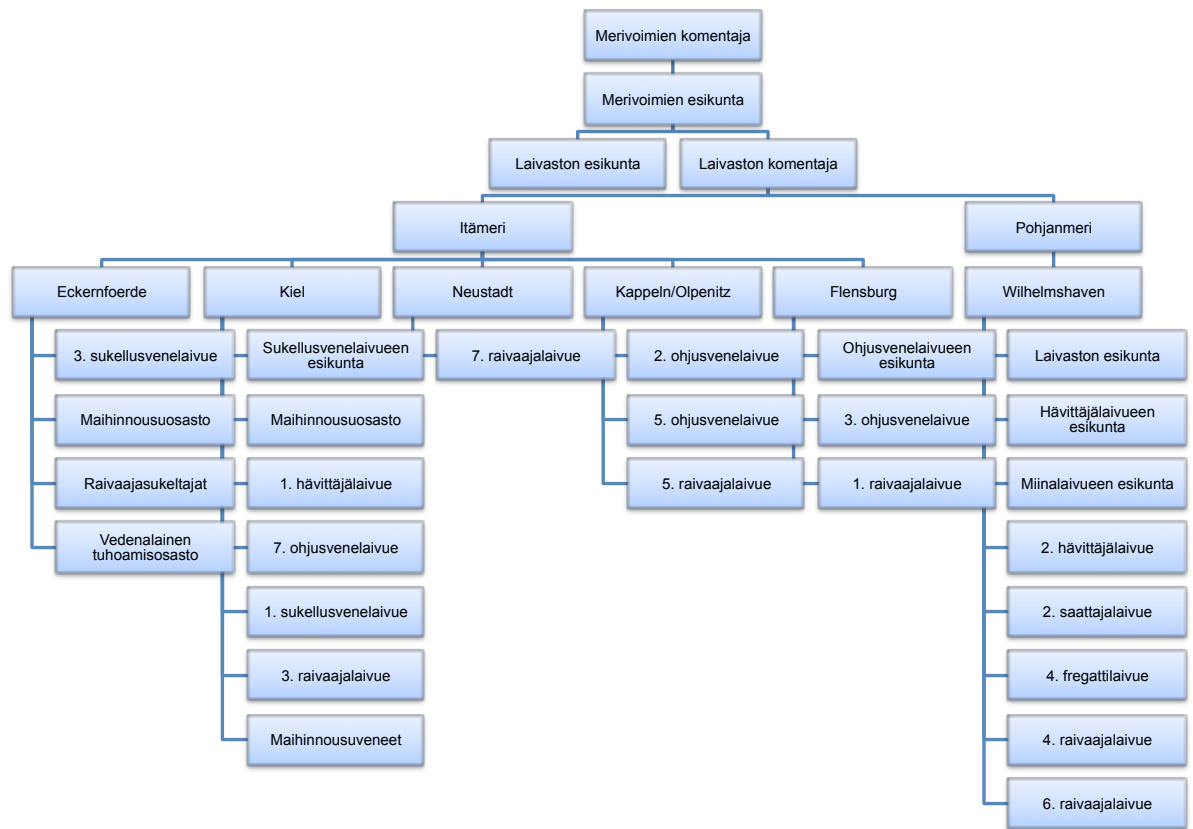 Merivoimien komentaja
Merivoimien esikunta
Laivaston esikunta
Laivaston komentaja
Itämeri
Pohjanmeri
Eckernfoerde
Kiel
Neustadt
Kappeln/Olpenitz
Flensburg
Wilhelmshaven
3. sukellusvenelaivue
Maihinnousuosasto
Raivaajasukeltajat
Vedenalainen
tuhoamisosasto
Sukellusvenelaivueen
esikunta
Maihinnousuosasto
1. hävittäjälaivue
7. ohjusvenelaivue
1. sukellusvenelaivue
3. raivaajalaivue
Maihinnousuveneet
7. raivaajalaivue
2. ohjusvenelaivue
5. ohjusvenelaivue
5. raivaajalaivue
Ohjusvenelaivueen
esikunta
3. ohjusvenelaivue
1. raivaajalaivue
Laivaston esikunta
Hävittäjälaivueen
esikunta
Miinalaivueen esikunta
2. hävittäjälaivue
2. saattajalaivue
4. fregattilaivue
4. raivaajalaivue
6. raivaajalaivue